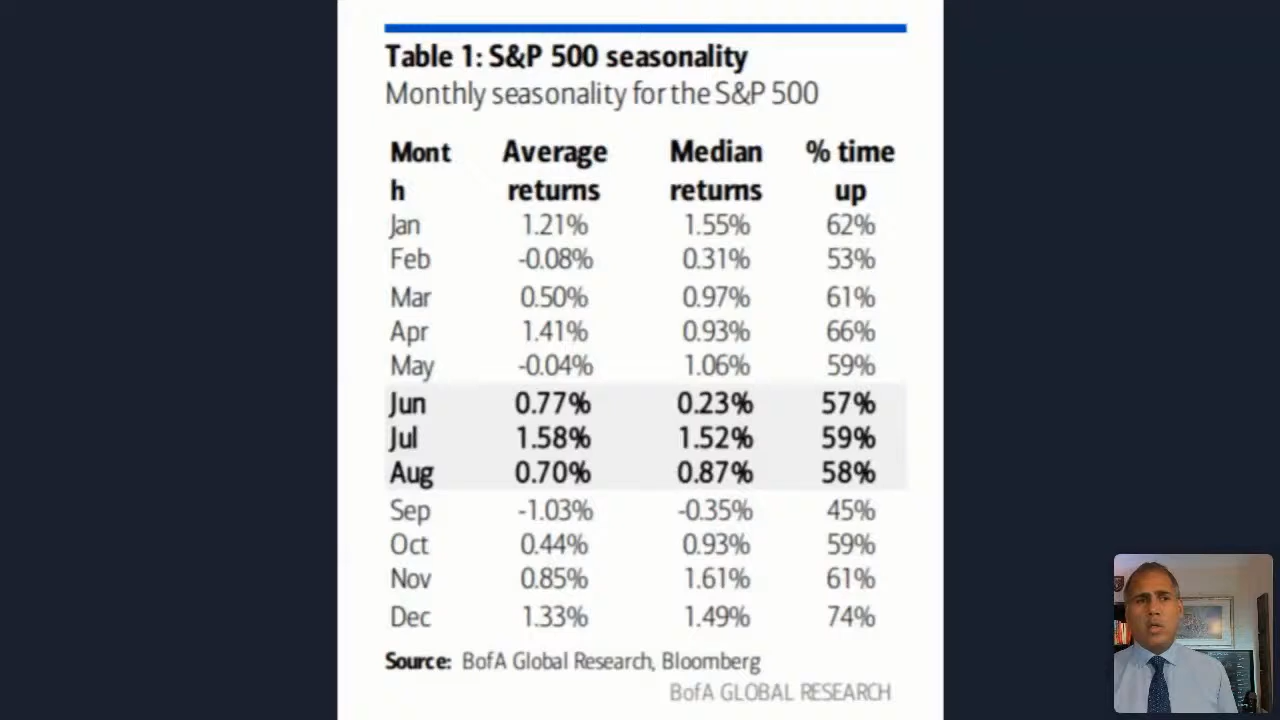 Table 1: S&P 500 seasonality
Monthly seasonality for the S&P 500
Mont Average Median % time
h returns returns up
Jan 1.21% 1.55% 62%
Feb -0.08% 0.31% 53%
Mar 0.50% 0.97% 61%
Apr 1.41% 0.93% 66%
May -0.04% 1.06% 59%
Jun 0.77% 0.23% 57%
Jul 1.58% 1.52% 59%
Aug 0.70% 0.87% 58%
Sep -1.03% -0.35% 45%
Oct 0.44% 0.93% 59%
Nov 0.85% 1.61% 61%
Dec 1.33% 1.49% 74%
Source: BofA Global Research, Bloomberg
BofA GLOBAL RESEARCH